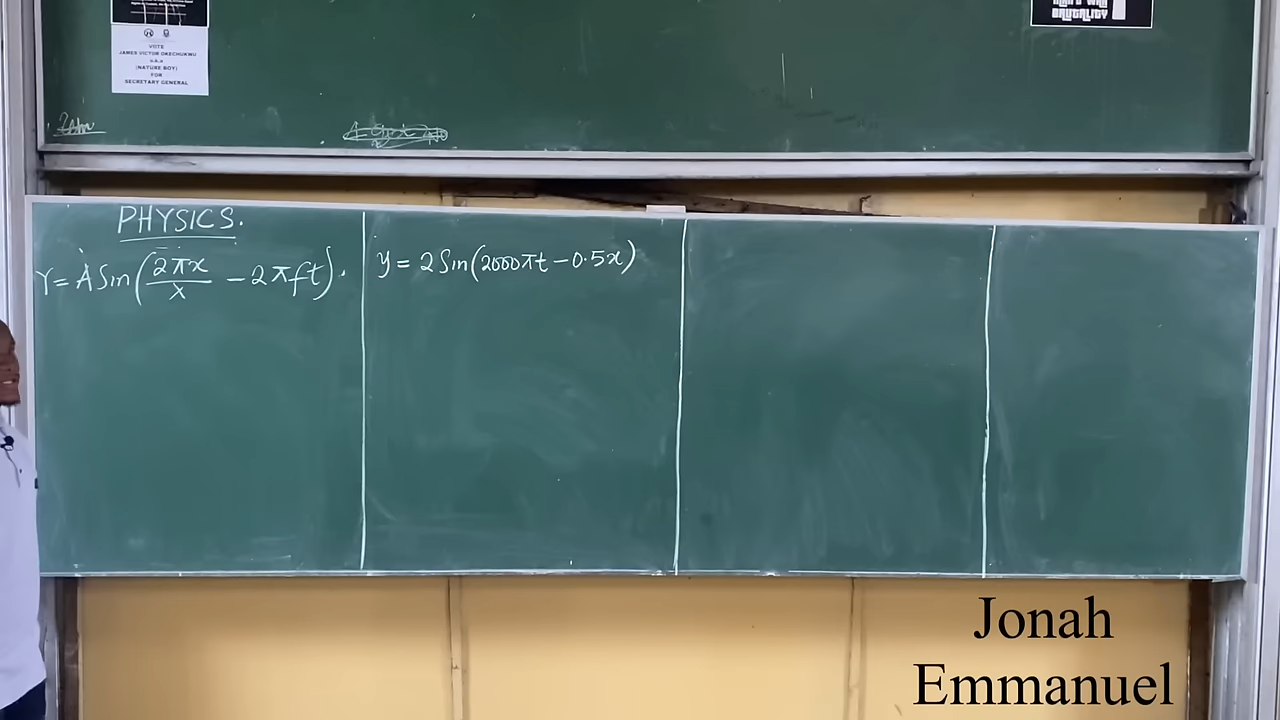 VOTE
JAMES VICTOR OKECHUKWU
a.k.a
(NATURE BOY)
FOR
SECRETARY GENERAL
BRUTALITY
PHYSICS.
Y = A Sin(2πx/λ − 2πft).
y = 2 Sin(2000πt − 0.5x)
Jonah
Emmanuel